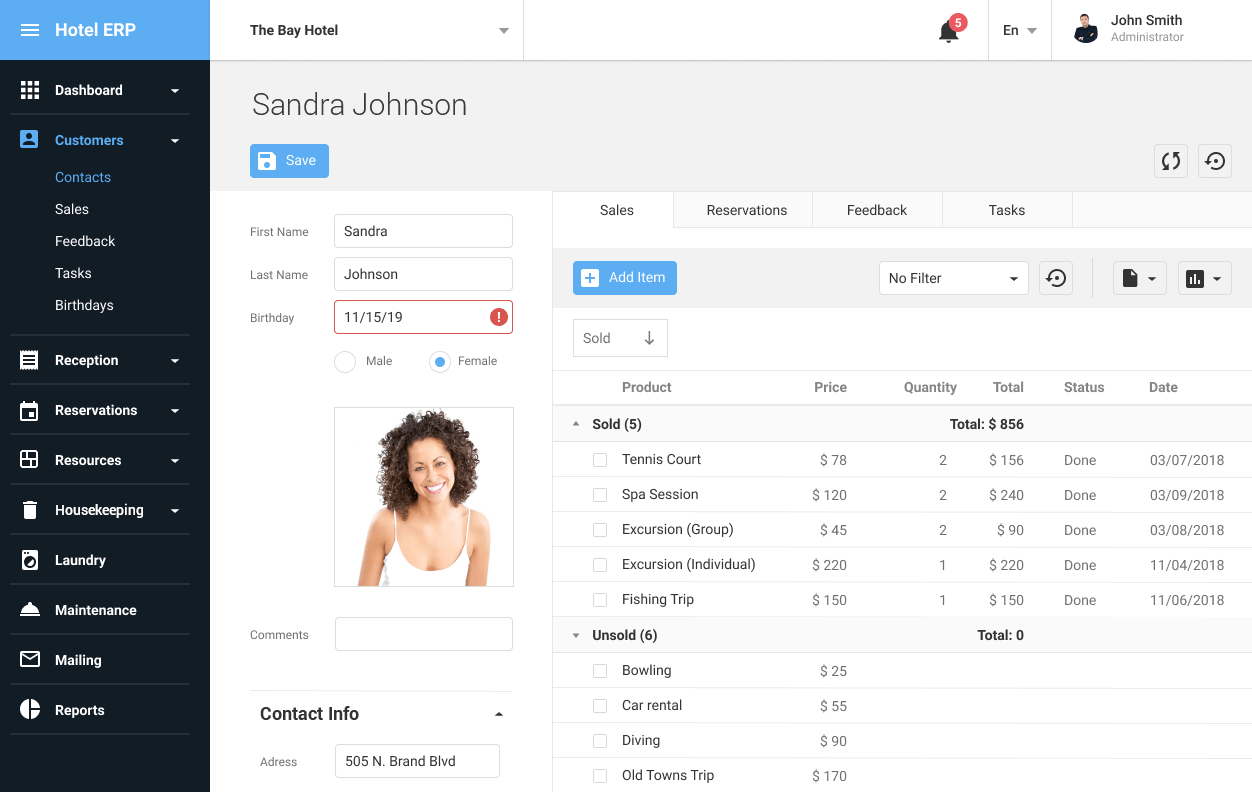 Hotel ERP
The Bay Hotel
5
En
John Smith
Administrator
Dashboard
Customers
Contacts
Sales
Feedback
Tasks
Birthdays
Reception
Reservations
Resources
Housekeeping
Laundry
Maintenance
Mailing
Reports
Sandra Johnson
Save
First Name Sandra
Last Name Johnson
Birthday 11/15/19 !
Male Female
Comments
Contact Info
Adress 505 N. Brand Blvd
Sales Reservations Feedback Tasks
Add Item No Filter
Sold
Product Price Quantity Total Status Date
Sold (5) Total: $ 856
Tennis Court $ 78 2 $ 156 Done 03/07/2018
Spa Session $ 120 2 $ 240 Done 03/09/2018
Excursion (Group) $ 45 2 $ 90 Done 03/08/2018
Excursion (Individual) $ 220 1 $ 220 Done 11/04/2018
Fishing Trip $ 150 1 $ 150 Done 11/06/2018
Unsold (6) Total: 0
Bowling $ 25
Car rental $ 55
Diving $ 90
Old Towns Trip $ 170